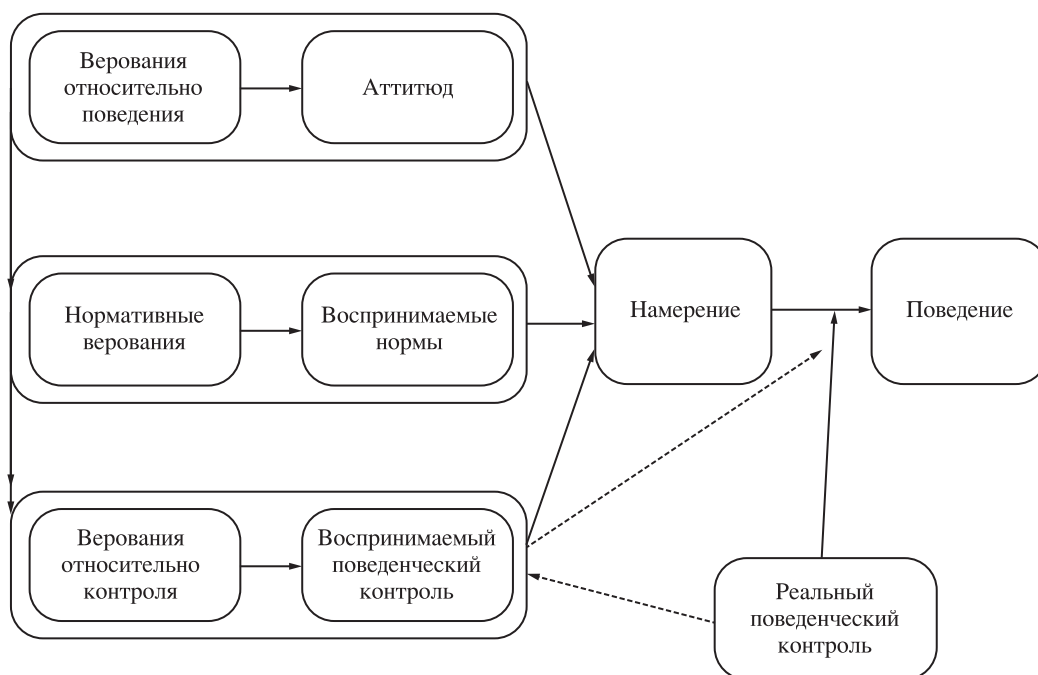 Верования
относительно
поведения
Аттитюд
Нормативные
верования
Воспринимаемые
нормы
Намерение
Поведение
Верования
относительно
контроля
Воспринимаемый
поведенческий
контроль
Реальный
поведенческий
контроль